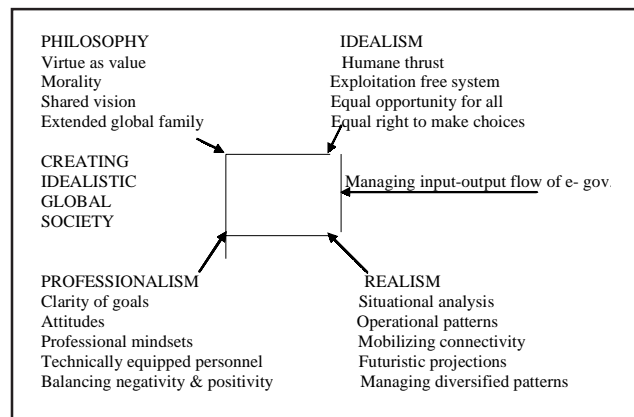 PHILOSOPHY
Virtue as value
Morality
Shared vision
Extended global family
IDEALISM
Humane thrust
Exploitation free system
Equal opportunity for all
Equal right to make choices
CREATING
IDEALISTIC
GLOBAL
SOCIETY
Managing input-output flow of e- gov.
PROFESSIONALISM
Clarity of goals
Attitudes
Professional mindsets
Technically equipped personnel
Balancing negativity & positivity
REALISM
Situational analysis
Operational patterns
Mobilizing connectivity
Futuristic projections
Managing diversified patterns